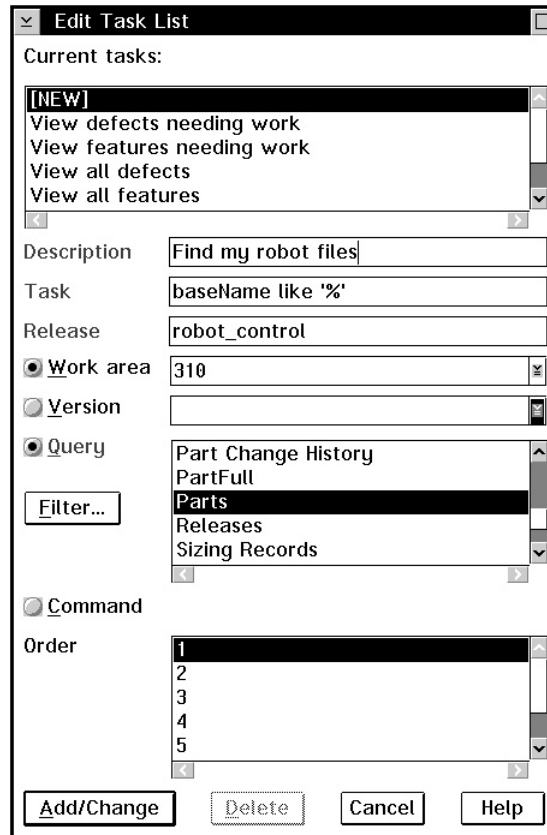 Edit Task List
Current tasks:
[NEW]
View defects needing work
View features needing work
View all defects
View all features
Description Find my robot files
Task baseName like '%'
Release robot_control
Work area 310
Version
Query
Part Change History
PartFull
Parts
Filter...
Releases
Sizing Records
Command
Order
1
2
3
4
5
Add/Change Delete Cancel Help